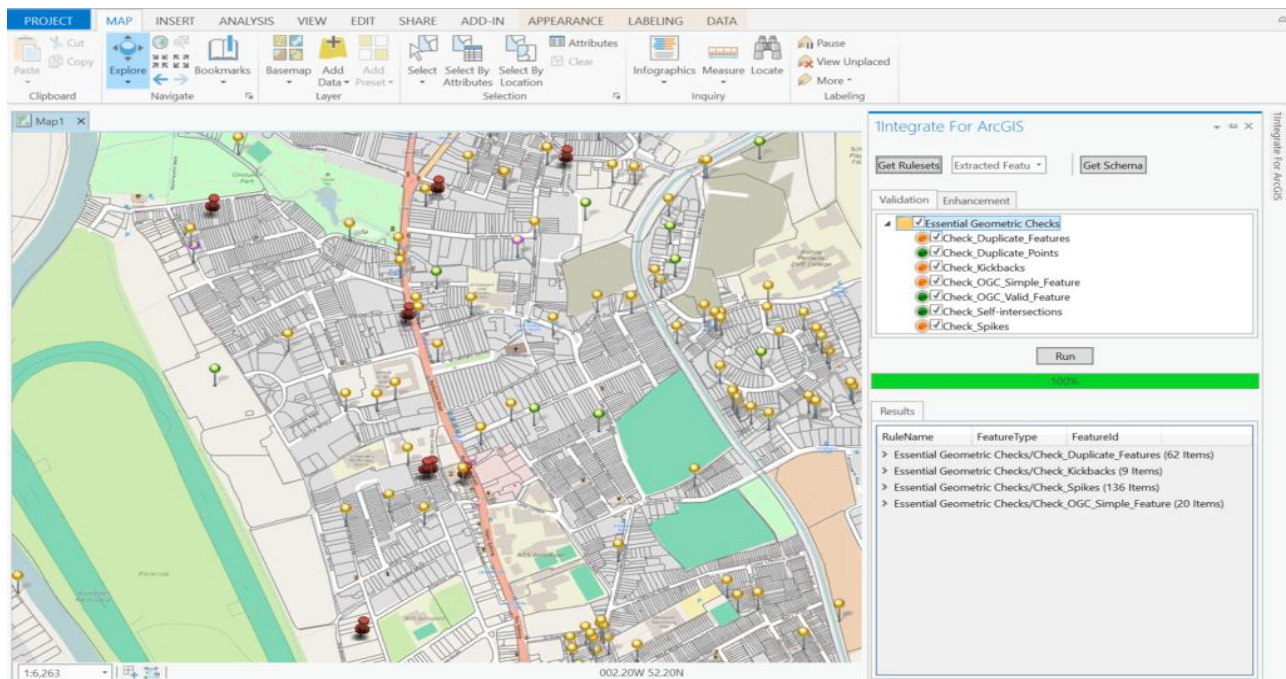 PROJECT MAP INSERT ANALYSIS VIEW EDIT SHARE ADD-IN APPEARANCE LABELING DATA
Paste
Cut
Copy
Clipboard
Explore
Bookmarks
Navigate
Basemap
Add Data
Add Preset
Layer
Select
Select By Attributes
Select By Location
Attributes
Clear
Selection
Infographics
Measure
Locate
Inquiry
Pause
View Unplaced
More
Labeling
Map1
1:6,263
002.20W 52.20N
1Integrate For ArcGIS
Get Rulesets Extracted Featu Get Schema
Validation Enhancement
Essential Geometric Checks
Check_Duplicate_Features
Check_Duplicate_Points
Check_Kickbacks
Check_OGC_Simple_Feature
Check_OGC_Valid_Feature
Check_Self-intersections
Check_Spikes
Run
100%
Results
RuleName FeatureType FeatureId
Essential Geometric Checks/Check_Duplicate_Features (62 Items)
Essential Geometric Checks/Check_Kickbacks (9 Items)
Essential Geometric Checks/Check_Spikes (136 Items)
Essential Geometric Checks/Check_OGC_Simple_Feature (20 Items)
1Integrate For ArcGIS